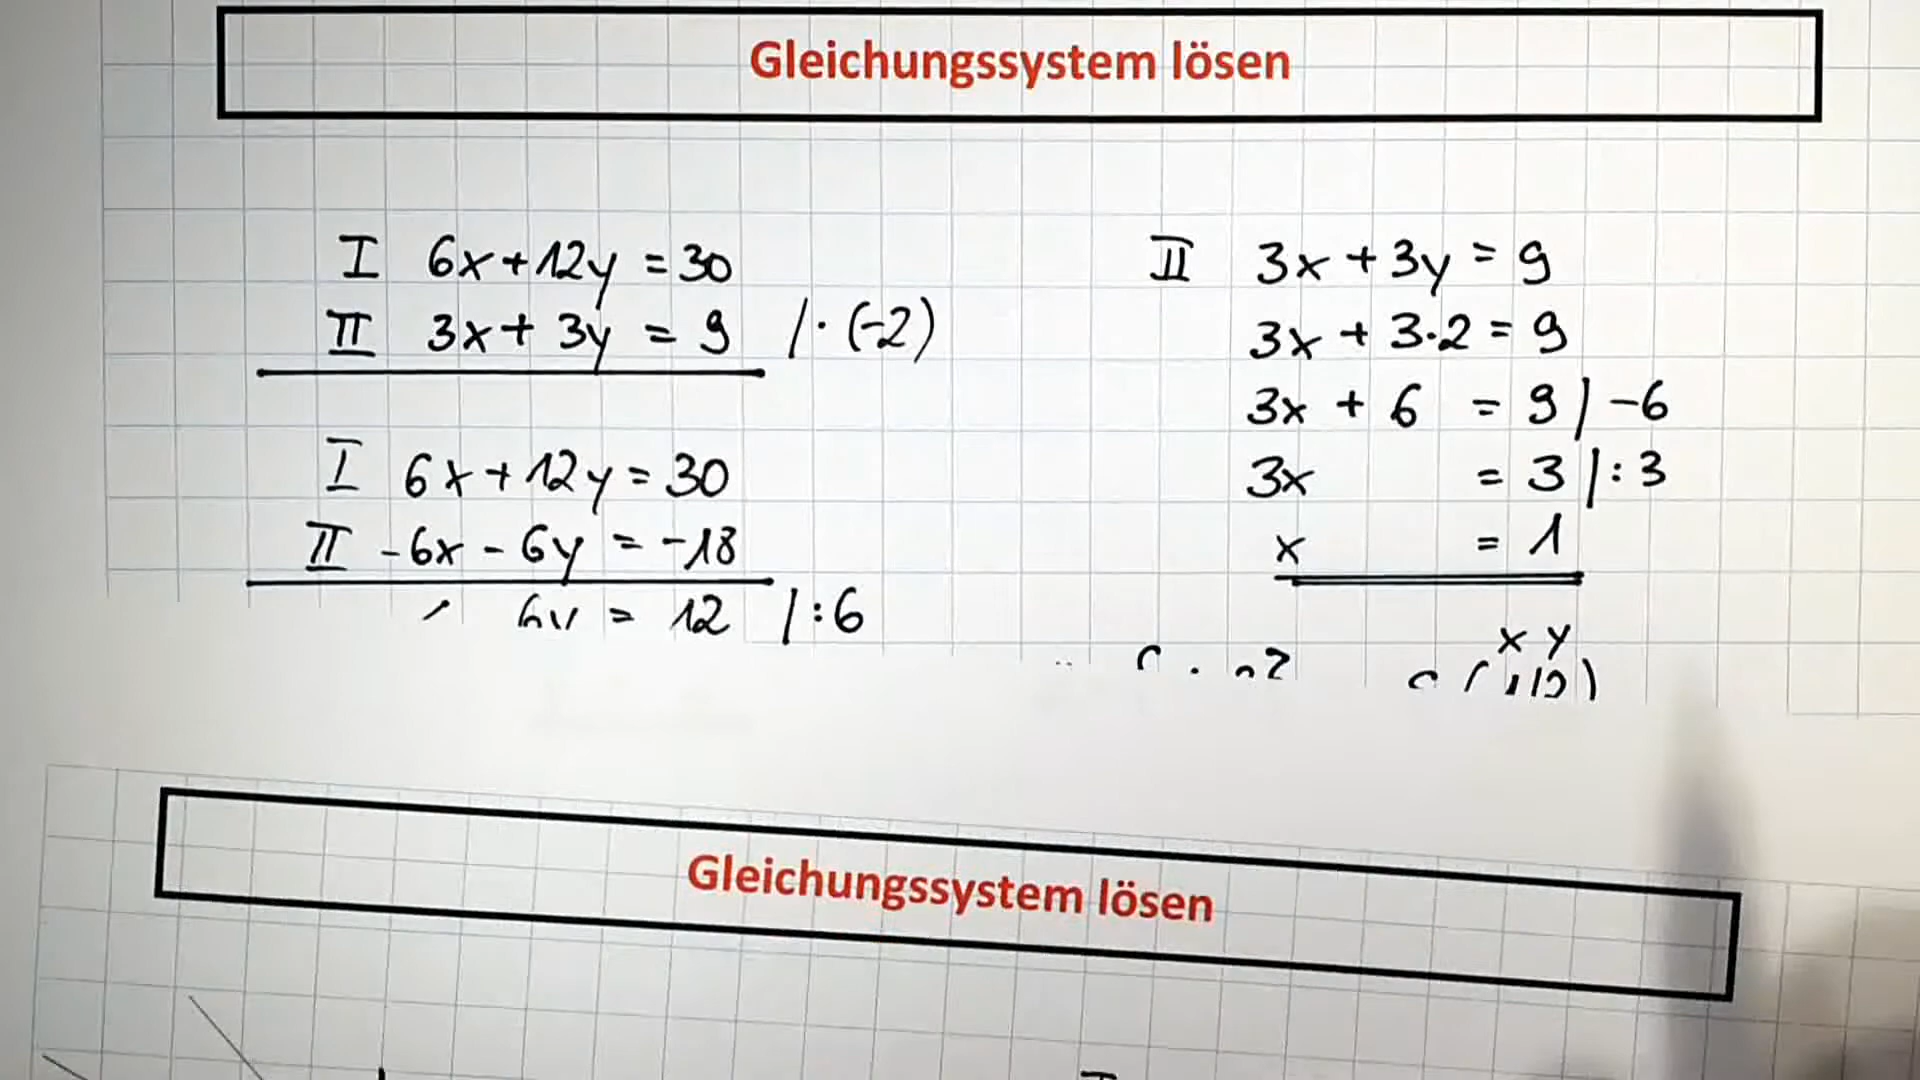 Gleichungssystem lösen
I 6x+12y = 30
II 3x + 3y = 9 |·(-2)
I 6x+12y = 30
II -6x - 6y = -18
= 12 |:6
II 3x + 3y = 9
3x + 3·2 = 9
3x + 6 = 9 | -6
3x = 3 |:3
x = 1
x y
Gleichungssystem lösen